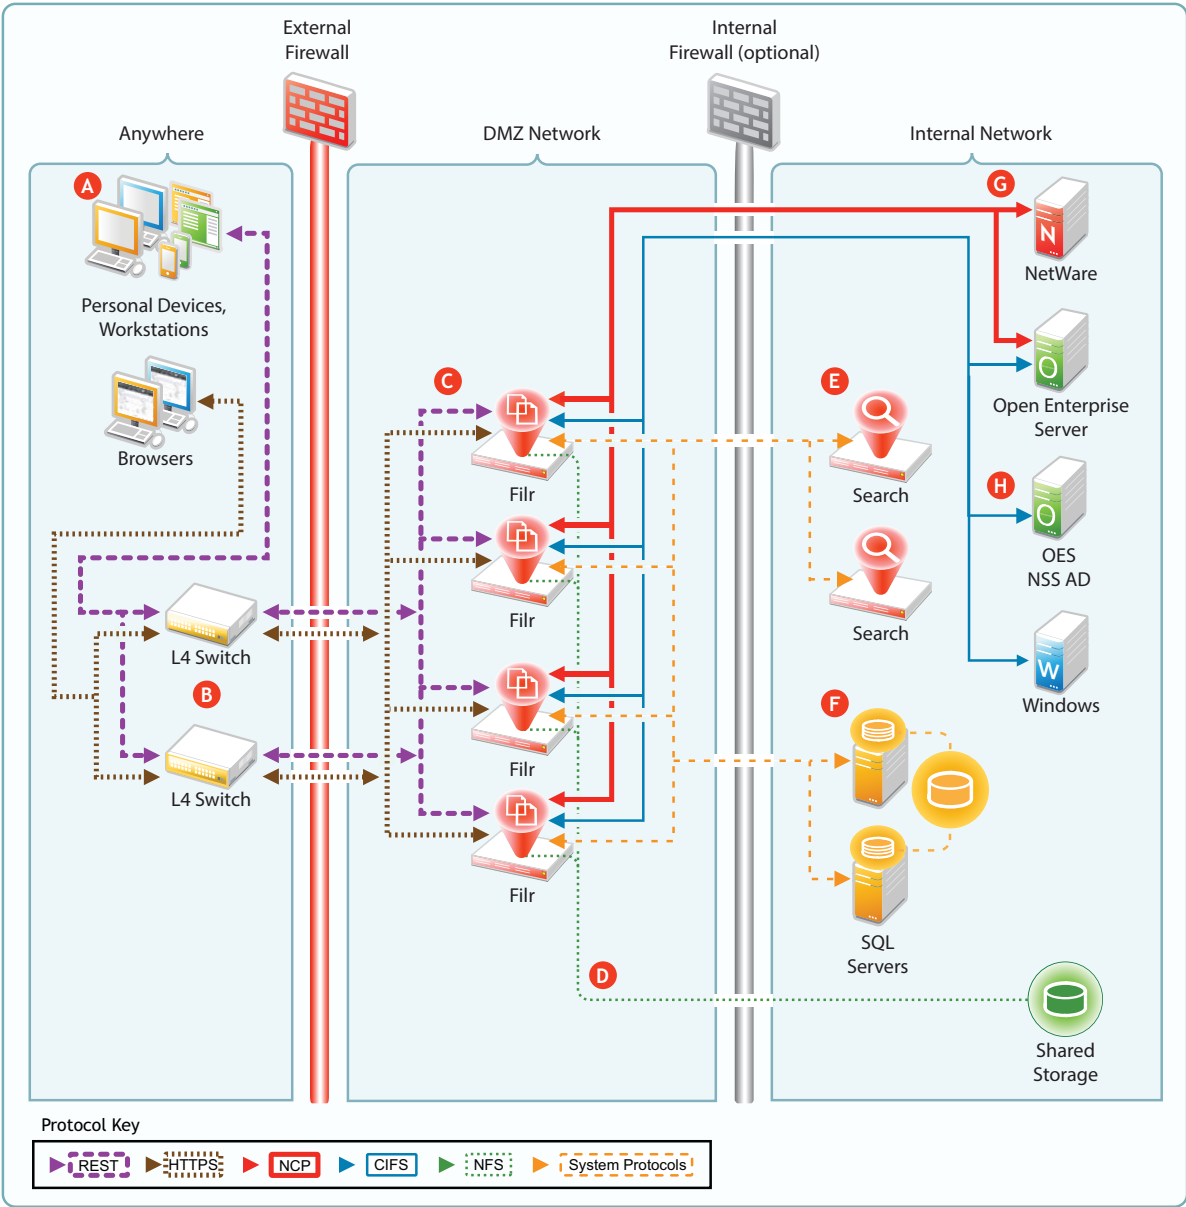 External
Firewall
Internal
Firewall (optional)
Anywhere
DMZ Network
Internal Network
A
Personal Devices,
Workstations
Browsers
L4 Switch
B
L4 Switch
C
Filr
Filr
Filr
Filr
D
E
Search
Search
F
SQL
Servers
G
N
NetWare
O
Open Enterprise
Server
H
O
OES
NSS AD
W
Windows
Shared
Storage
Protocol Key
REST
HTTPS
NCP
CIFS
NFS
System Protocols